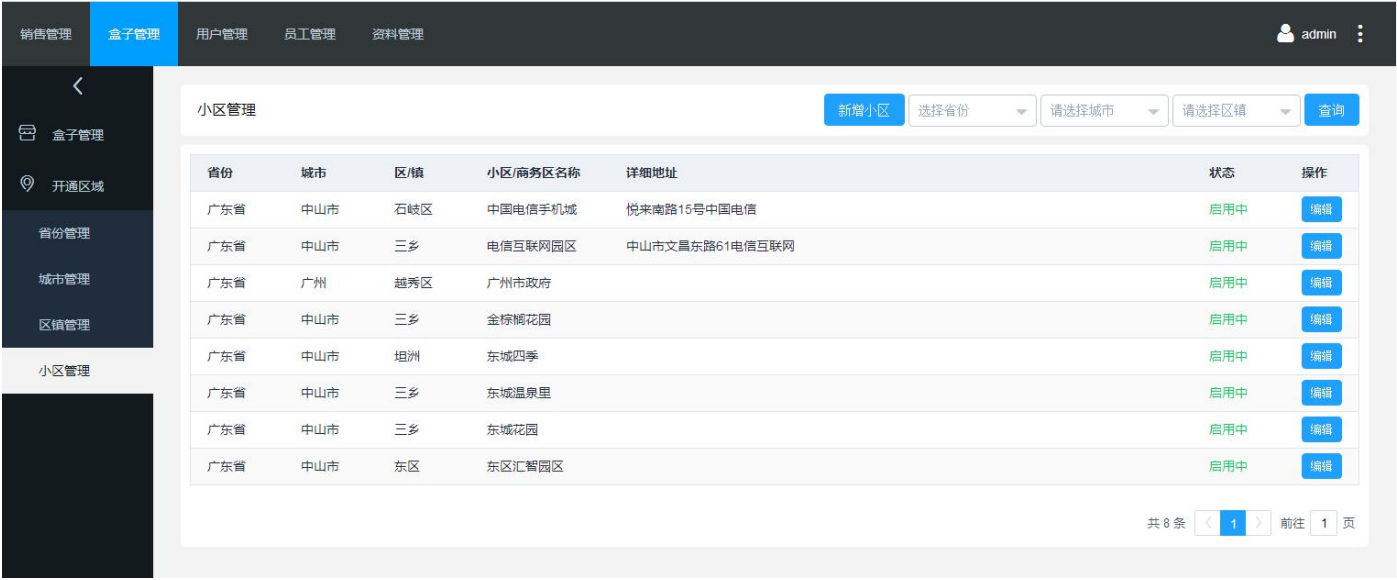 销售管理 盒子管理 用户管理 员工管理 资料管理 admin
盒子管理
开通区域
省份管理
城市管理
区镇管理
小区管理
小区管理 新增小区 选择省份 请选择城市 请选择区镇 查询
省份 城市 区/镇 小区/商务区名称 详细地址 状态 操作
广东省 中山市 石岐区 中国电信手机城 悦来南路15号中国电信 启用中 编辑
广东省 中山市 三乡 电信互联网园区 中山市文昌东路61电信互联网 启用中 编辑
广东省 广州 越秀区 广州市政府 启用中 编辑
广东省 中山市 三乡 金棕榈花园 启用中 编辑
广东省 中山市 坦洲 东城四季 启用中 编辑
广东省 中山市 三乡 东城温泉里 启用中 编辑
广东省 中山市 三乡 东城花园 启用中 编辑
广东省 中山市 东区 东区汇智园区 启用中 编辑
共 8 条 1 前往 1 页